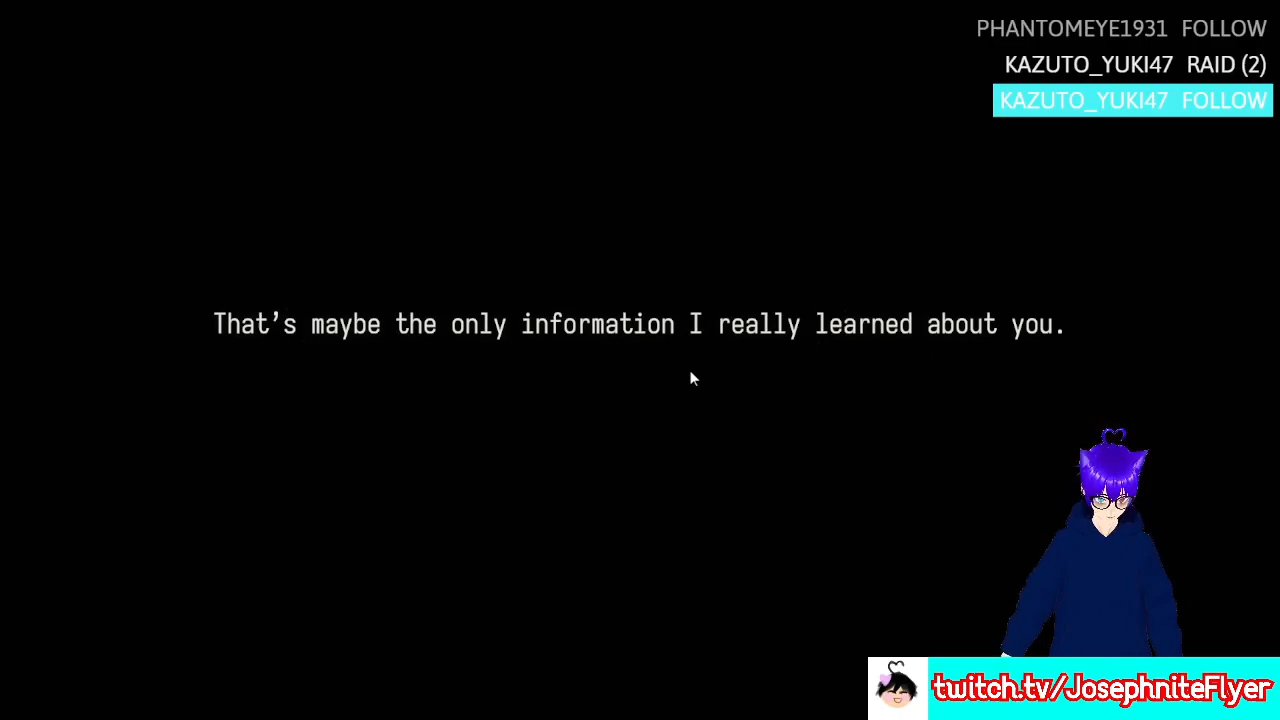 PHANTOMEYE1931 FOLLOW
KAZUTO_YUKI47 RAID (2)
KAZUTO_YUKI47 FOLLOW
That’s maybe the only information I really learned about you.
twitch.tv/JosephniteFlyer